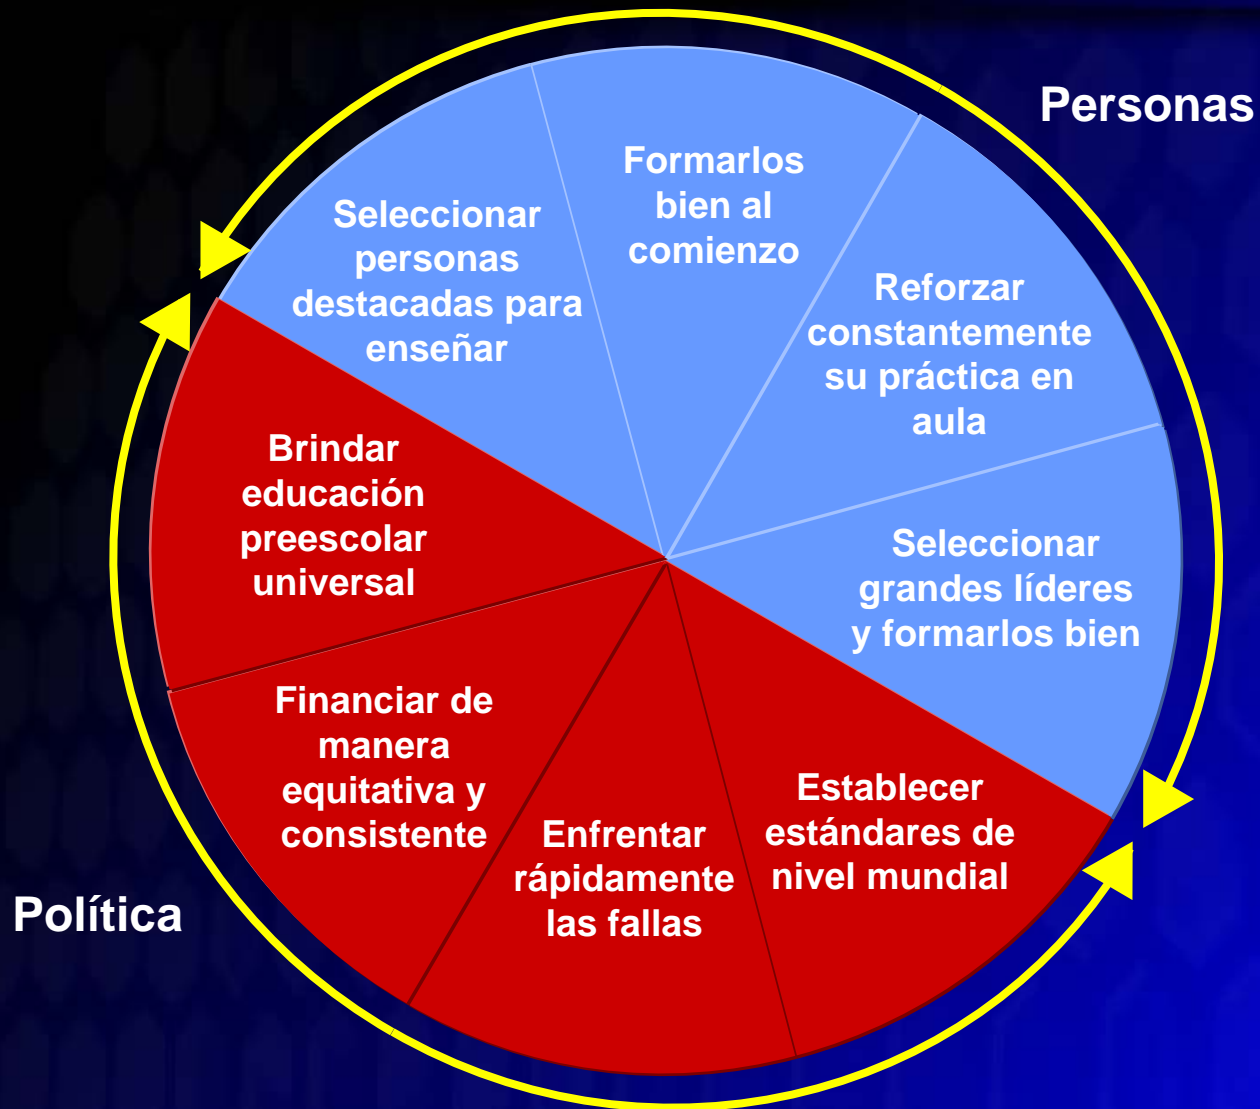 Personas
Formarlos
bien al
comienzo
Seleccionar
personas
destacadas para
enseñar
Reforzar
constantemente
su práctica en
aula
Brindar
educación
preescolar
universal
Seleccionar
grandes líderes
y formarlos bien
Financiar de
manera
equitativa y
consistente
Establecer
estándares de
nivel mundial
Enfrentar
rápidamente
las fallas
Política